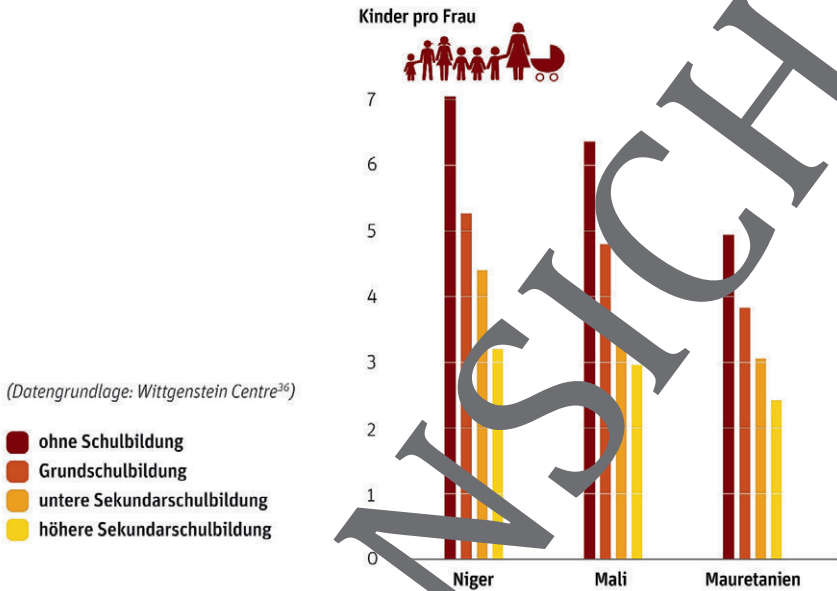 Kinder pro Frau
7
6
5
4
3
2
1
0
(Datengrundlage: Wittgenstein Centre³⁶)
ohne Schulbildung
Grundschulbildung
untere Sekundarschulbildung
höhere Sekundarschulbildung
Niger
Mali
Mauretanien
NSICH